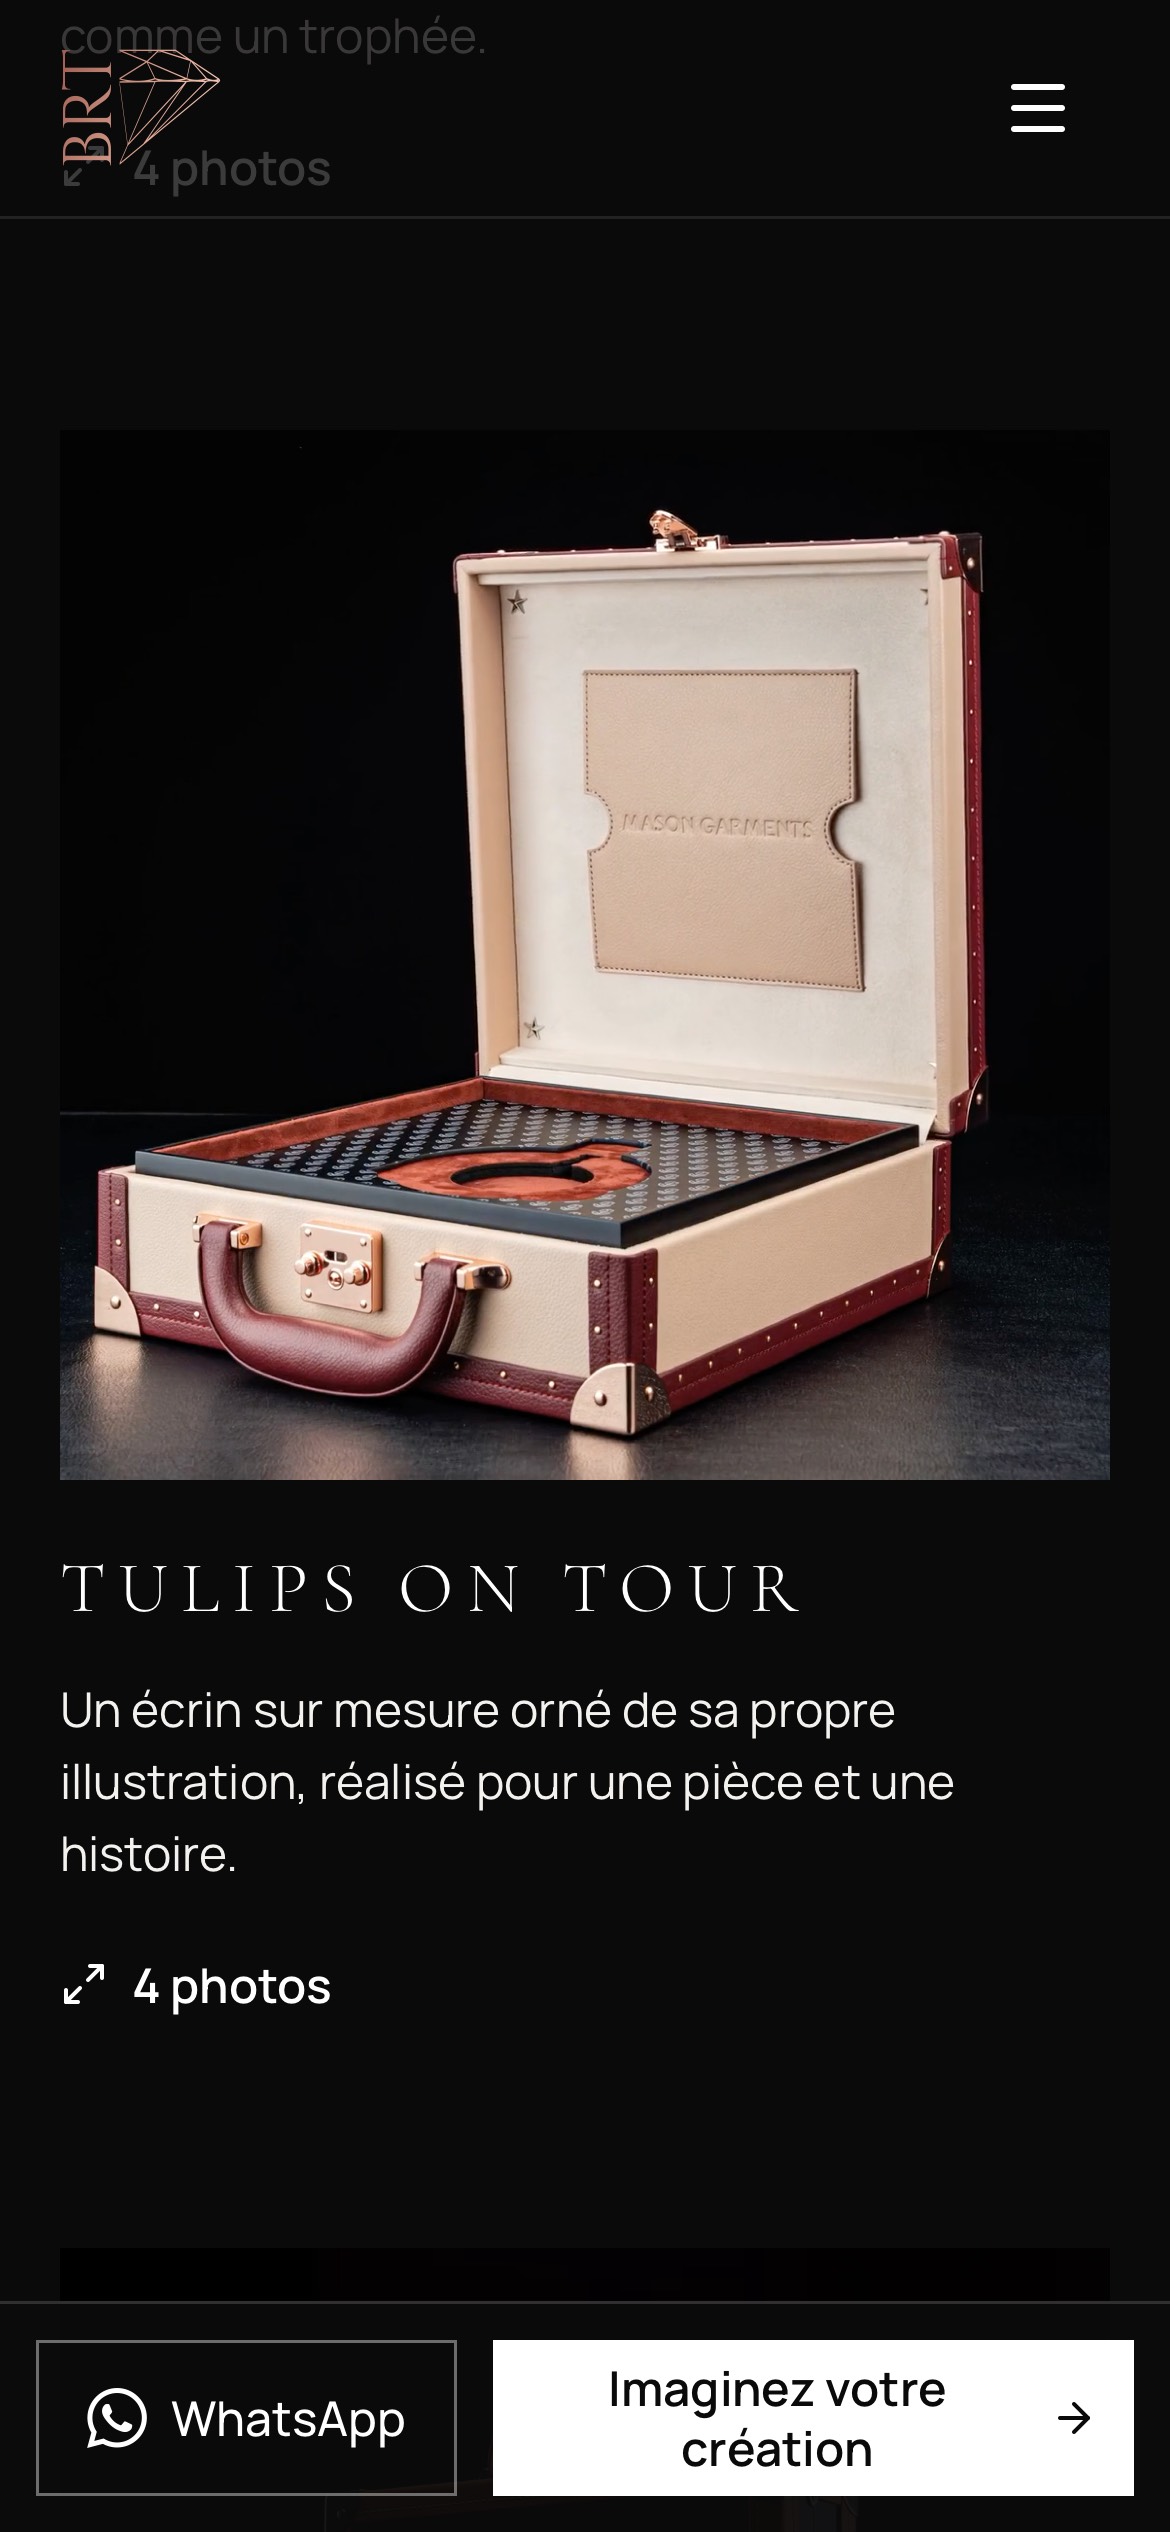 comme un trophée.
BRT
4 photos
MASON GARMENTS
TULIPS ON TOUR
Un écrin sur mesure orné de sa propre
illustration, réalisé pour une pièce et une
histoire.
4 photos
WhatsApp
Imaginez votre
création